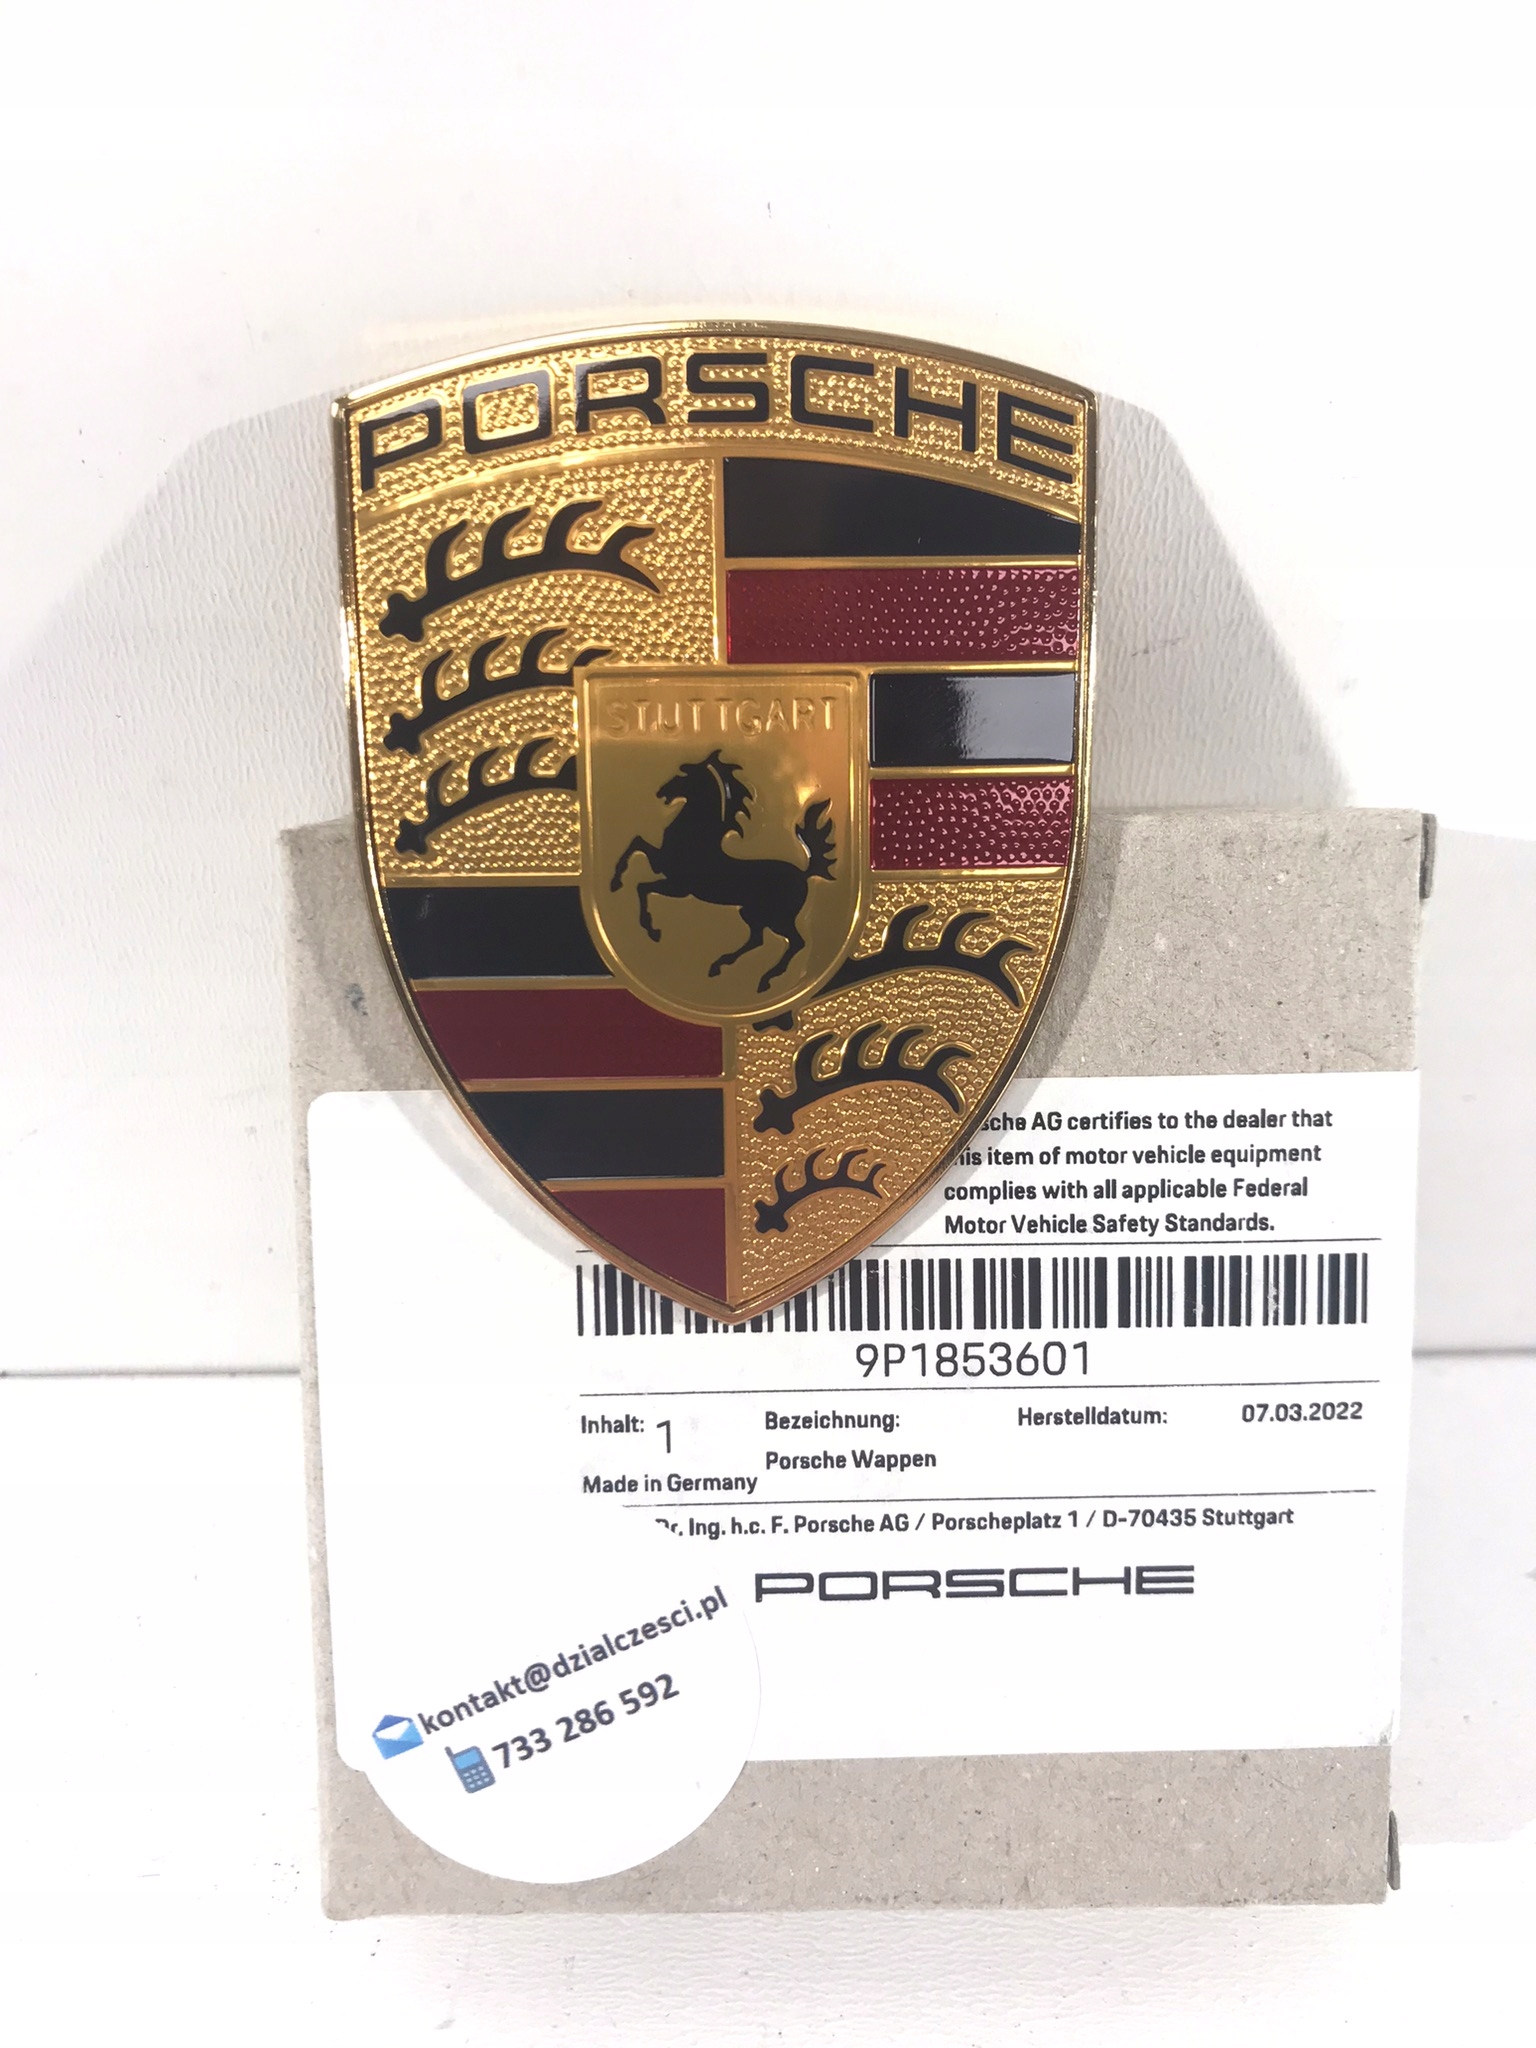 PORSCHE
STUTTGART
AG certifies to the dealer that
item of motor vehicle equipment
complies with all applicable Federal
Motor Vehicle Safety Standards.
9P1853601
Inhalt: 1
Bezeichnung:
Herstelldatum: 07.03.2022
Porsche Wappen
Made in Germany
Dr. Ing. h.c. F. Porsche AG / Porscheplatz 1 / D-70435 Stuttgart
PORSCHE
kontakt@dzialczesci.pl
733 286 592